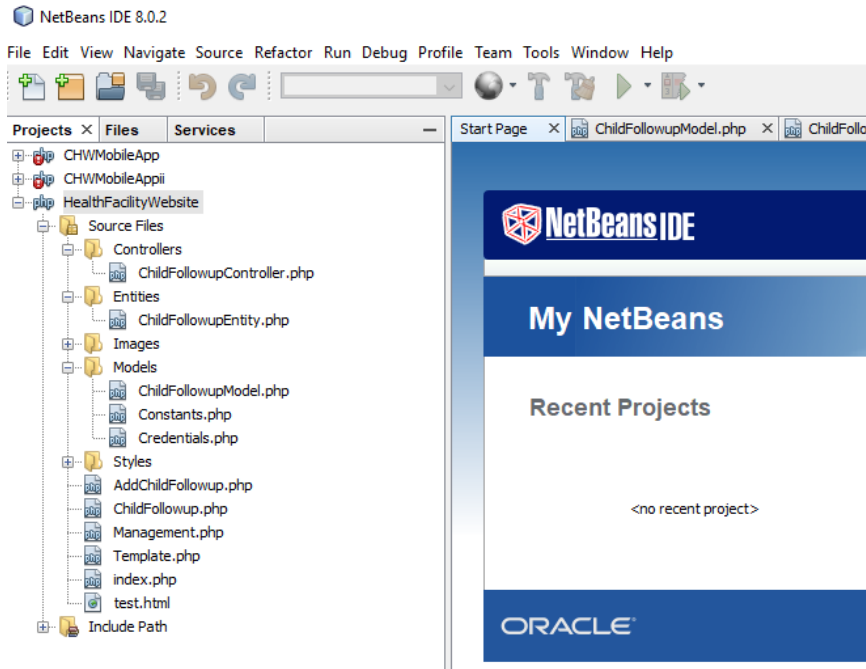 NetBeans IDE 8.0.2
File Edit View Navigate Source Refactor Run Debug Profile Team Tools Window Help
Projects Files Services
Start Page ChildFollowupModel.php ChildFollo
CHWMobileApp
CHWMobileAppii
HealthFacilityWebsite
Source Files
Controllers
ChildFollowupController.php
Entities
ChildFollowupEntity.php
Images
Models
ChildFollowupModel.php
Constants.php
Credentials.php
Styles
AddChildFollowup.php
ChildFollowup.php
Management.php
Template.php
index.php
test.html
Include Path
NetBeans IDE
My NetBeans
Recent Projects
<no recent project>
ORACLE